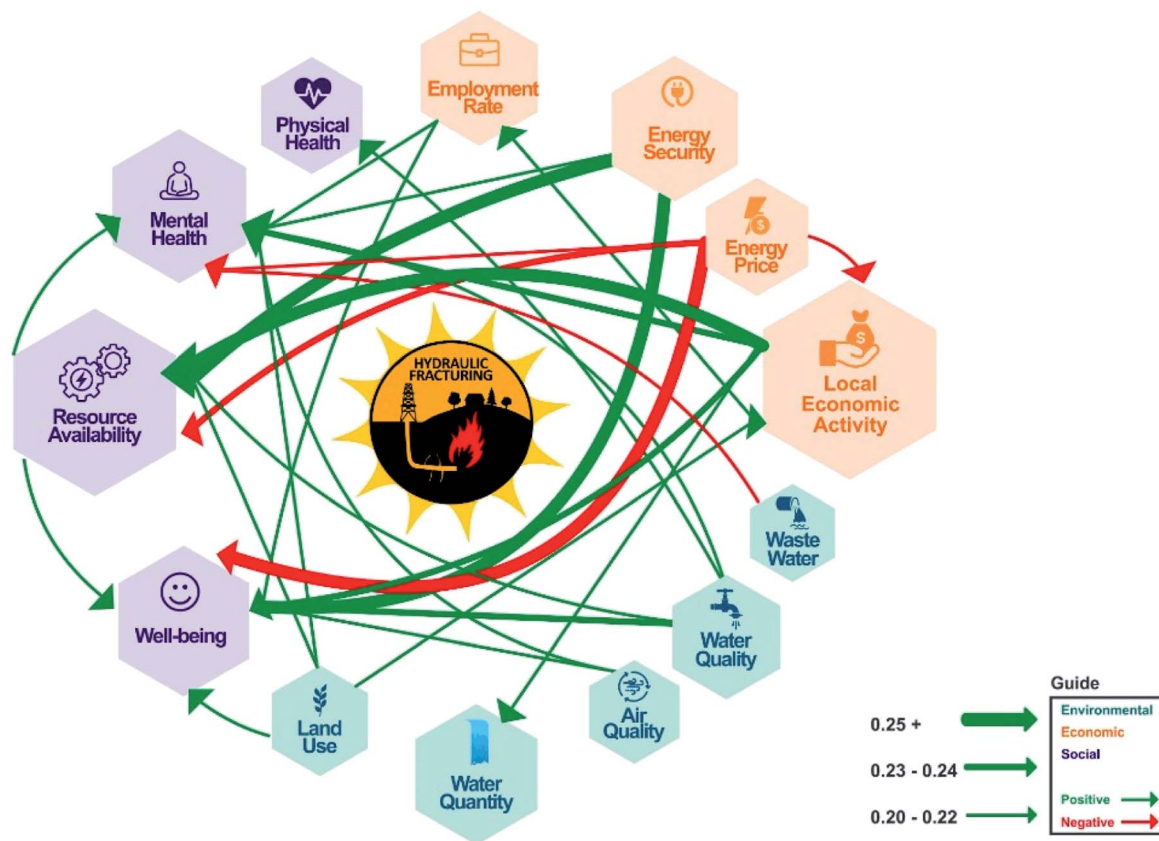 Employment
Rate
Physical
Health
Energy
Security
Mental
Health
Energy
Price
HYDRAULIC
FRACTURING
Local
Economic
Activity
Resource
Availability
Waste
Water
Well-being
Water
Quality
Land
Use
Air
Quality
Water
Quantity
Guide
0.25 +
Environmental
Economic
Social
0.23 - 0.24
Positive
0.20 - 0.22
Negative